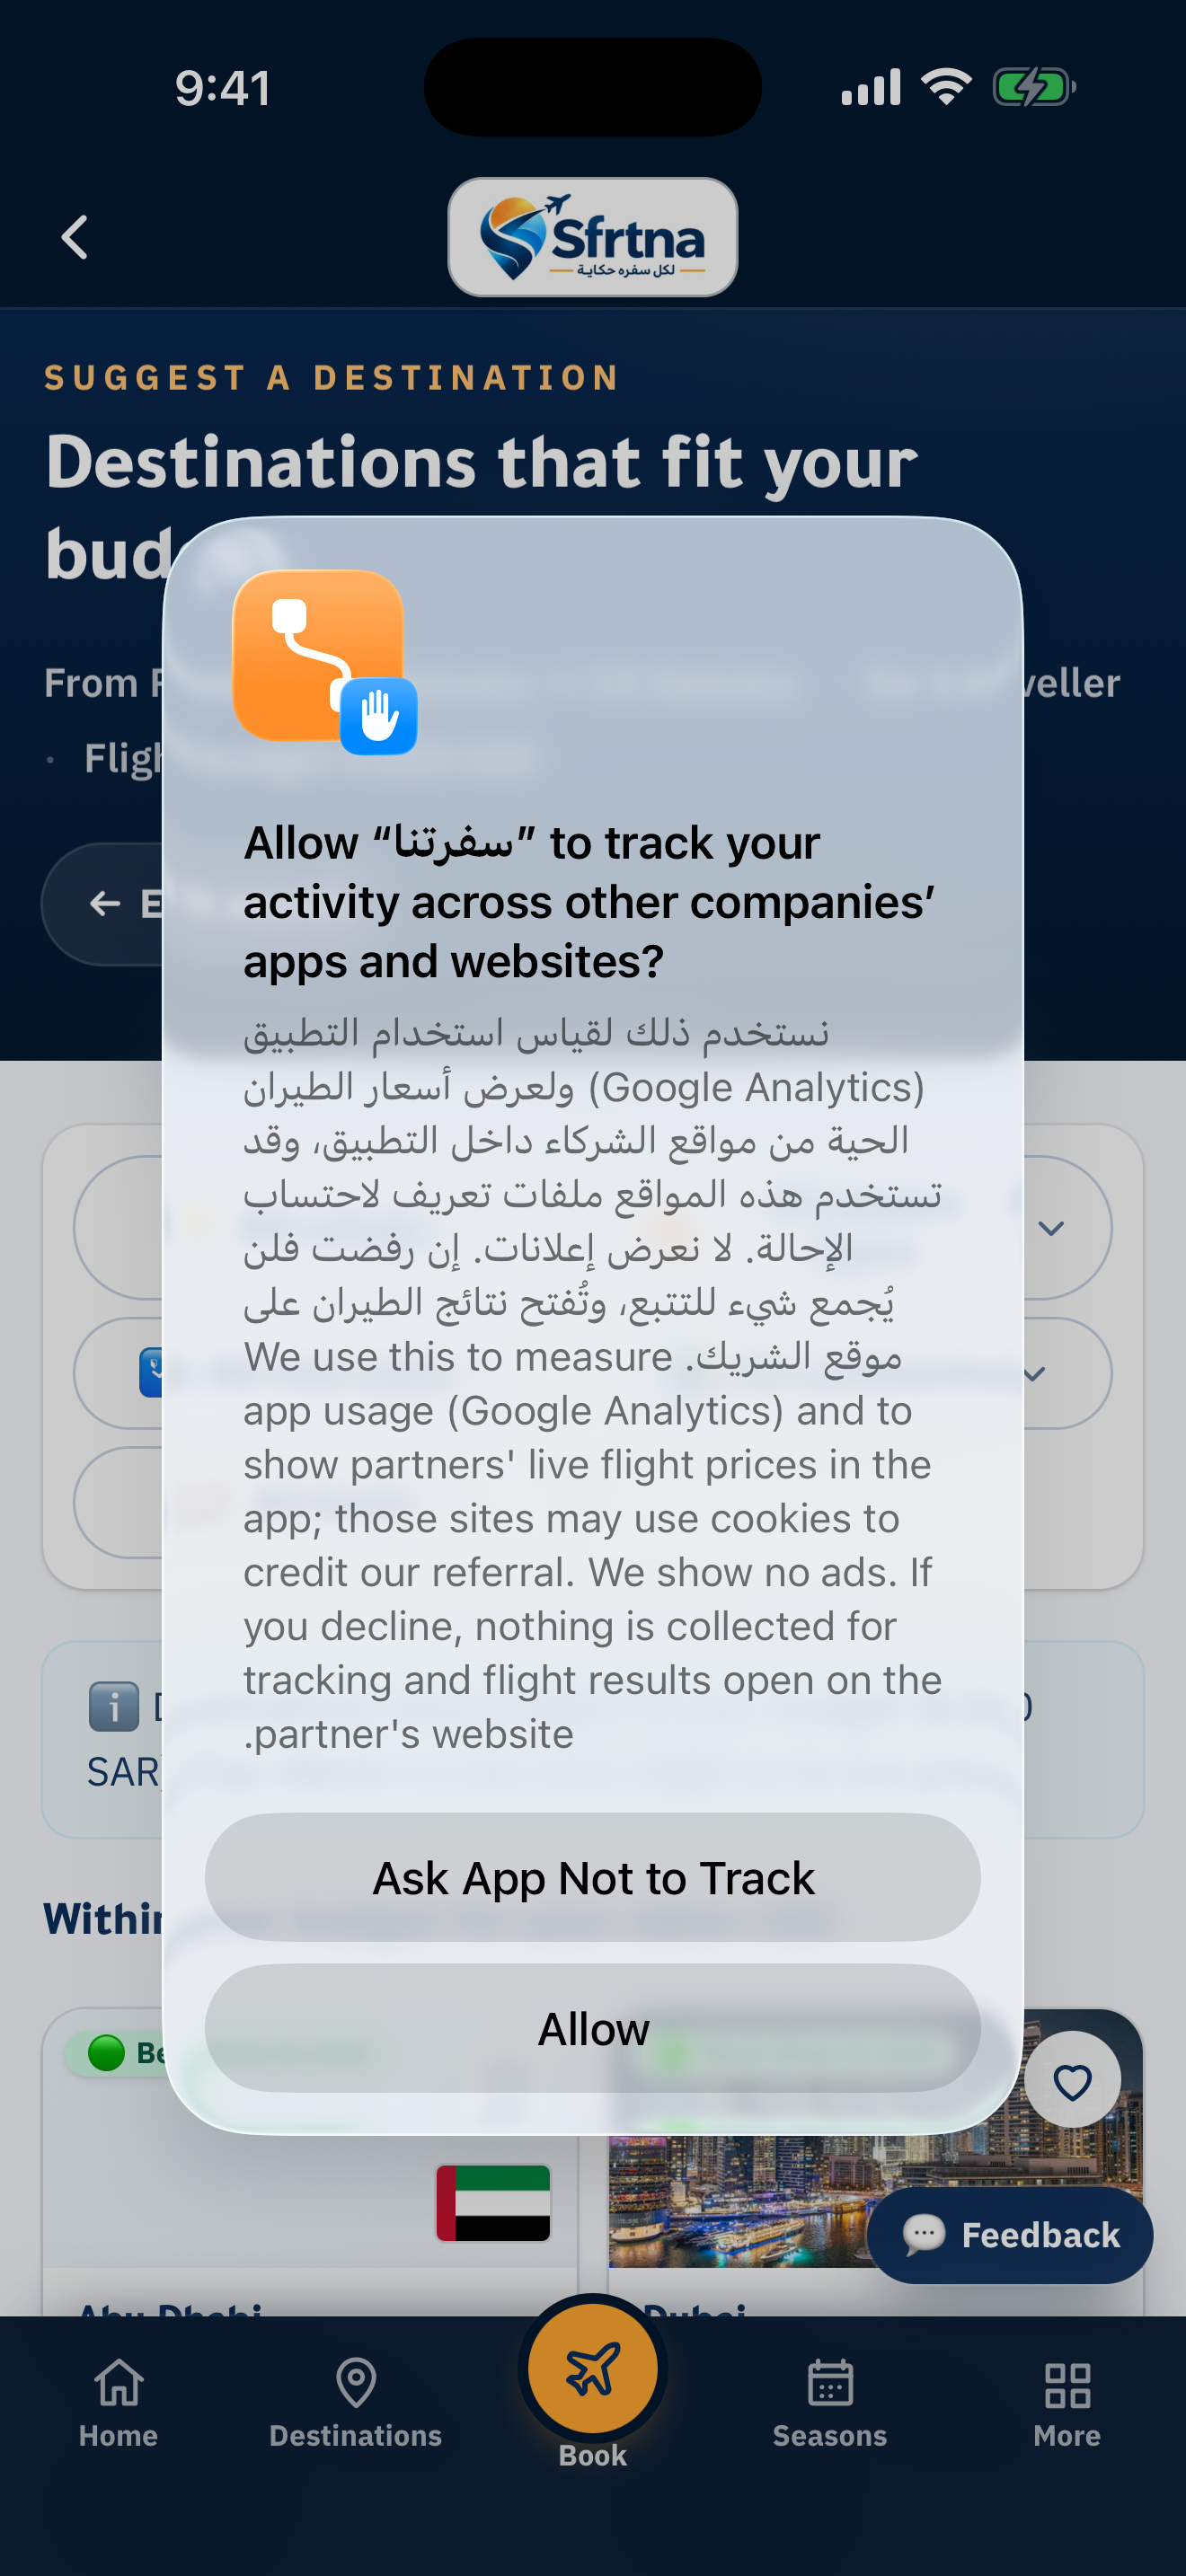 9:41
Sfrtna
لكل سفره حكاية
SUGGEST A DESTINATION
Destinations that fit your
From
veller
Allow “سفرتنا” to track your
activity across other companies’
apps and websites?
نستخدم ذلك لقياس استخدام التطبيق
(Google Analytics) ولعرض أسعار الطيران
الحية من مواقع الشركاء داخل التطبيق، وقد
تستخدم هذه المواقع ملفات تعريف لاحتساب
الإحالة. لا نعرض إعلانات. إن رفضت فلن
يُجمع شيء للتتبع، وتُفتح نتائج الطيران على
موقع الشريك. We use this to measure
app usage (Google Analytics) and to
show partners' live flight prices in the
app; those sites may use cookies to
credit our referral. We show no ads. If
you decline, nothing is collected for
tracking and flight results open on the
partner's website.
SAR
Ask App Not to Track
Allow
Feedback
Abu Dhabi
Dubai
Home
Destinations
Book
Seasons
More